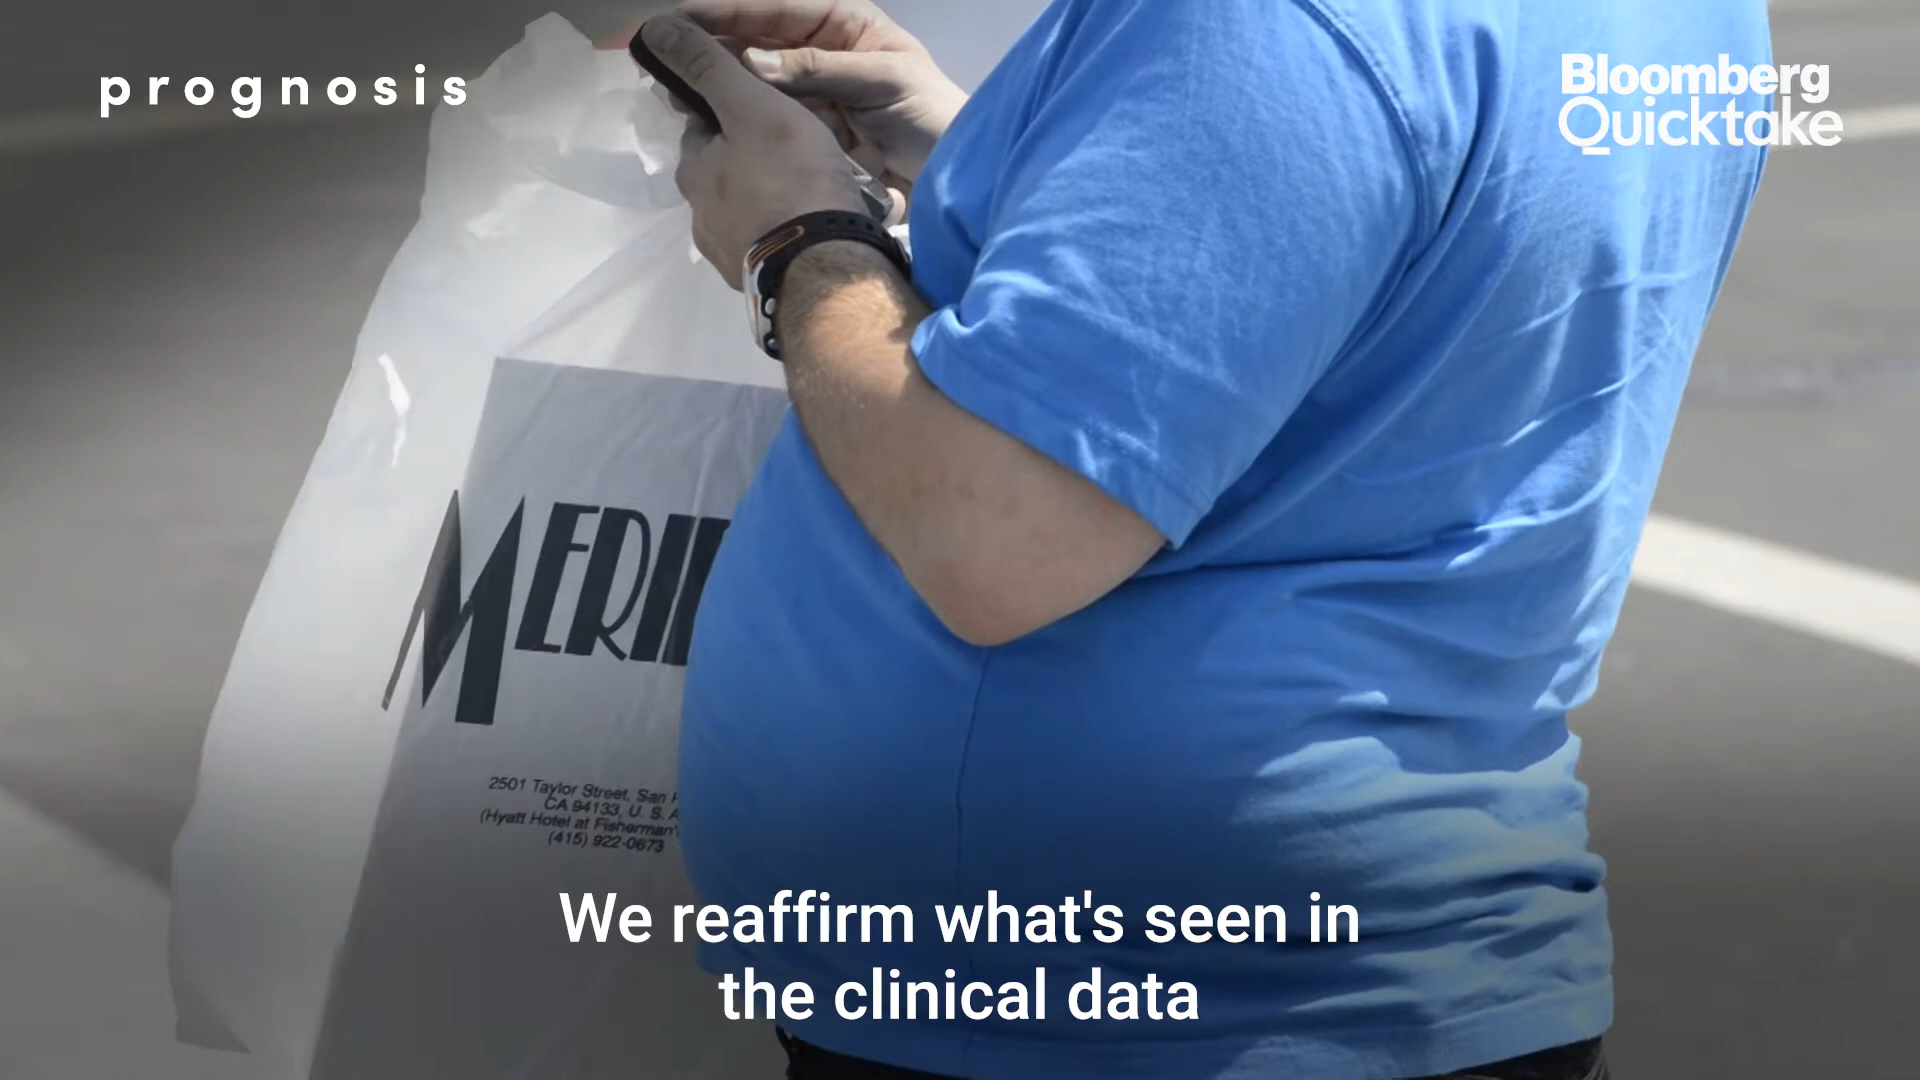 prognosis
Bloomberg
Quicktake
MERI
2501 Taylor Street, San
CA 94133, U. S. A
(Hyatt Hotel at Fisherman's
(415) 922-0673
We reaffirm what's seen in
the clinical data